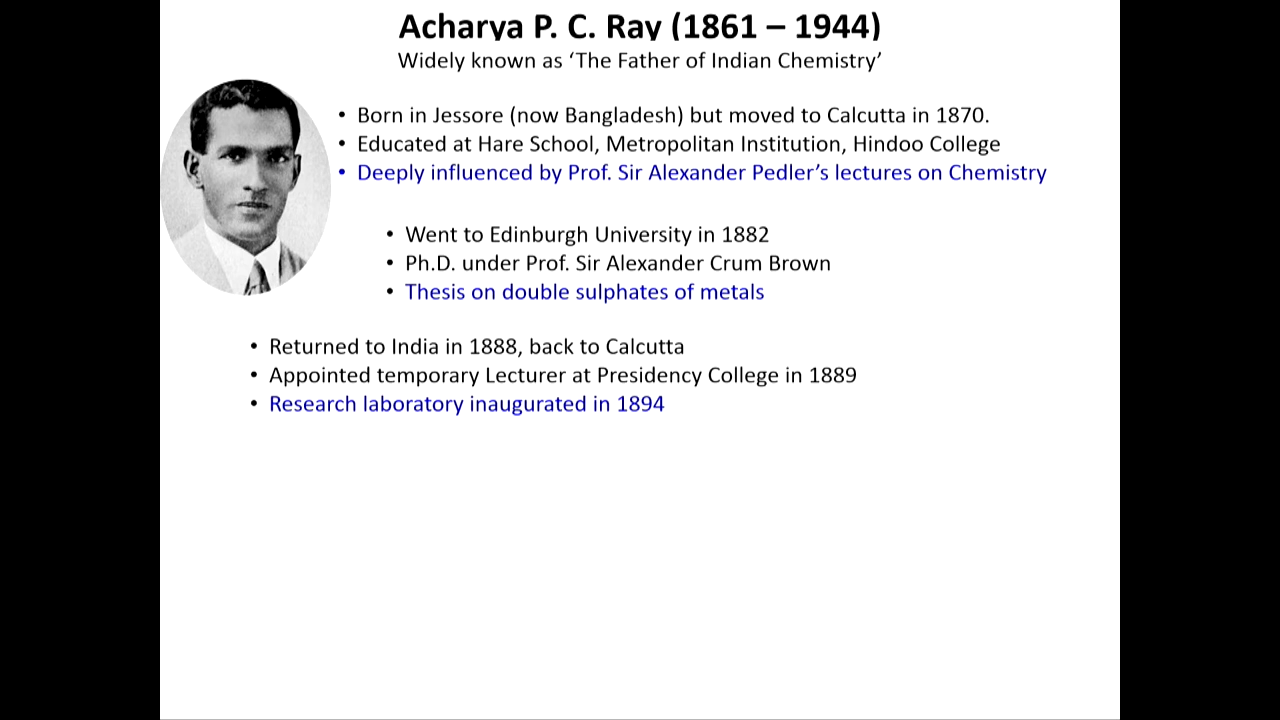 Acharya P. C. Ray (1861 – 1944)
Widely known as ‘The Father of Indian Chemistry’
• Born in Jessore (now Bangladesh) but moved to Calcutta in 1870.
• Educated at Hare School, Metropolitan Institution, Hindoo College
• Deeply influenced by Prof. Sir Alexander Pedler’s lectures on Chemistry
• Went to Edinburgh University in 1882
• Ph.D. under Prof. Sir Alexander Crum Brown
• Thesis on double sulphates of metals
• Returned to India in 1888, back to Calcutta
• Appointed temporary Lecturer at Presidency College in 1889
• Research laboratory inaugurated in 1894